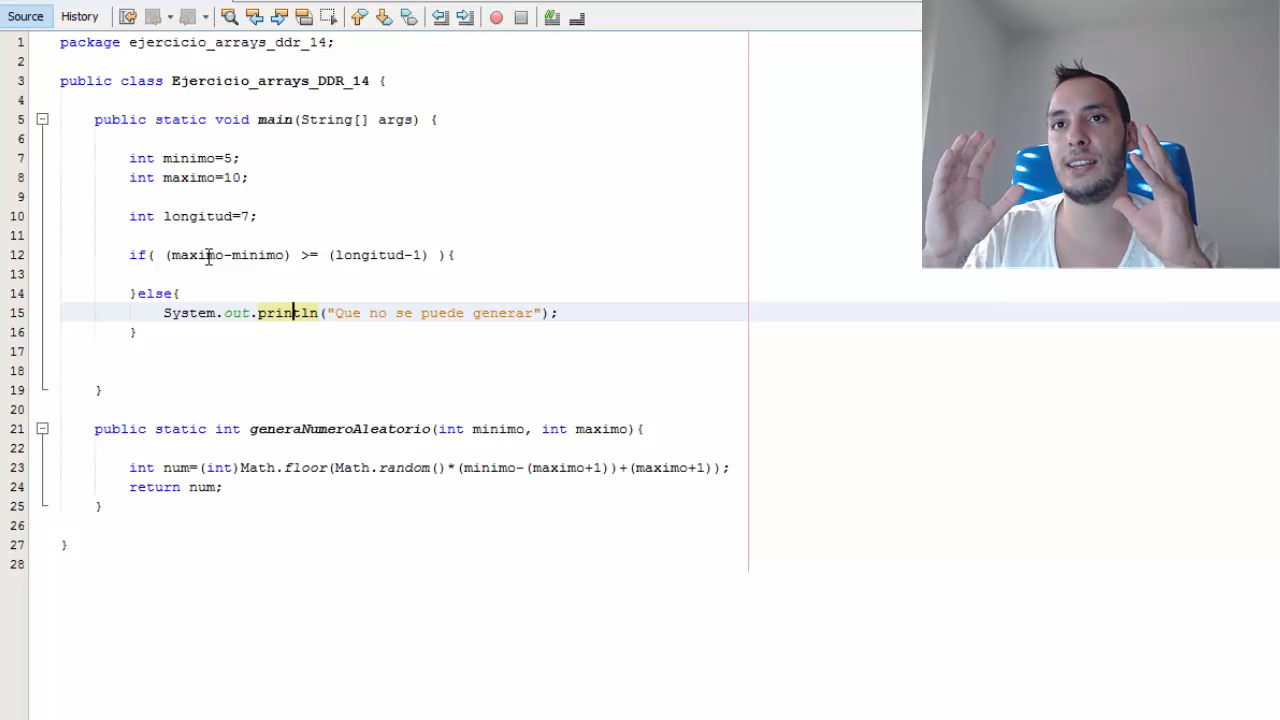 Source History
1 package ejercicio_arrays_ddr_14;
2
3 public class Ejercicio_arrays_DDR_14 {
4
5 public static void main(String[] args) {
6
7 int minimo=5;
8 int maximo=10;
9
10 int longitud=7;
11
12 if( (maximo-minimo) >= (longitud-1) ){
13
14 }else{
15 System.out.println("Que no se puede generar");
16 }
17
18
19 }
20
21 public static int generaNumeroAleatorio(int minimo, int maximo){
22
23 int num=(int)Math.floor(Math.random()*(minimo-(maximo+1))+(maximo+1));
24 return num;
25 }
26
27 }
28